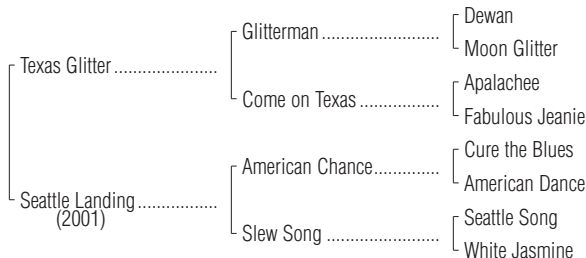 Dewan
Glitterman ......................
Moon Glitter
Texas Glitter ...................
Apalachee
Come on Texas ...............
Fabulous Jeanie
Cure the Blues
American Chance............
American Dance
Seattle Landing ...............
(2001)
Seattle Song
Slew Song .....................
White Jasmine